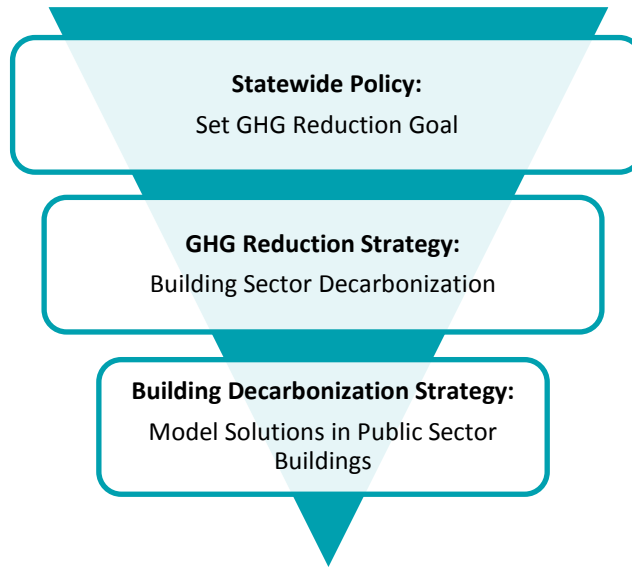 Statewide Policy:
Set GHG Reduction Goal
GHG Reduction Strategy:
Building Sector Decarbonization
Building Decarbonization Strategy:
Model Solutions in Public Sector
Buildings